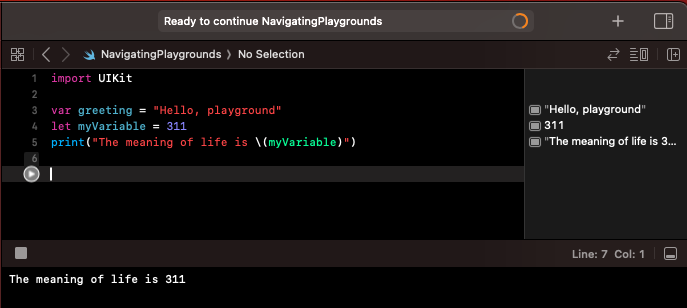 Ready to continue NavigatingPlaygrounds
NavigatingPlaygrounds 〉 No Selection
1 import UIKit
2
3 var greeting = "Hello, playground"
4 let myVariable = 311
5 print("The meaning of life is \(myVariable)")
6
"Hello, playground"
311
"The meaning of life is 3...
Line: 7 Col: 1
The meaning of life is 311